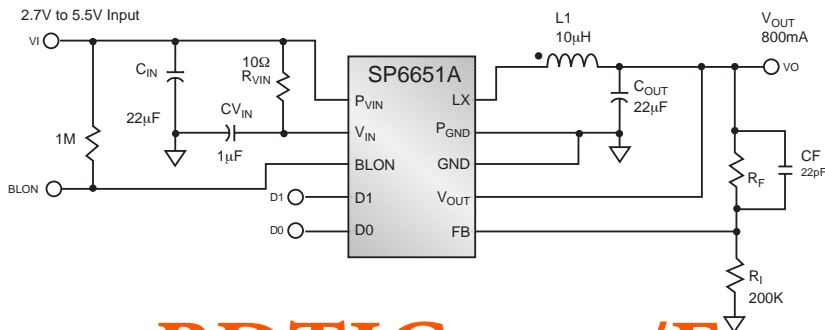 2.7V to 5.5V Input
VI
CIN
22μF
10Ω
RVIN
CVIN
1μF
1M
BLON
D1
D0
SP6651A
PVIN
VIN
BLON
D1
D0
LX
PGND
GND
VOUT
FB
L1
10μH
COUT
22μF
VOUT
800mA
VO
RF
CF
22pF
RI
200K